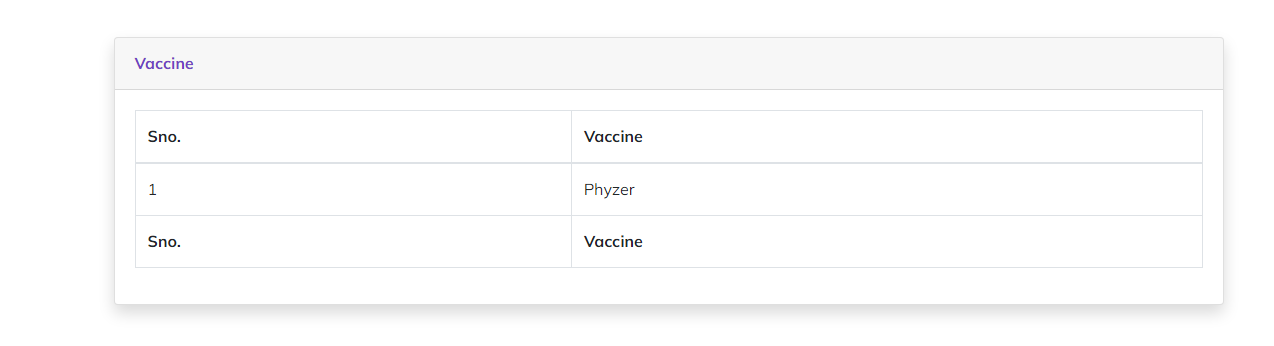 Vaccine
Sno. Vaccine
1 Phyzer
Sno. Vaccine